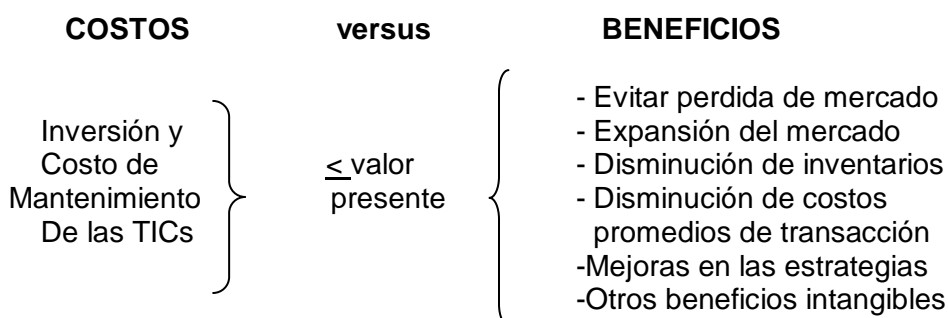 COSTOS versus BENEFICIOS
- Evitar perdida de mercado
Inversión y - Expansión del mercado
Costo de ≤ valor - Disminución de inventarios
Mantenimiento presente - Disminución de costos
De las TICs promedios de transacción
-Mejoras en las estrategias
-Otros beneficios intangibles